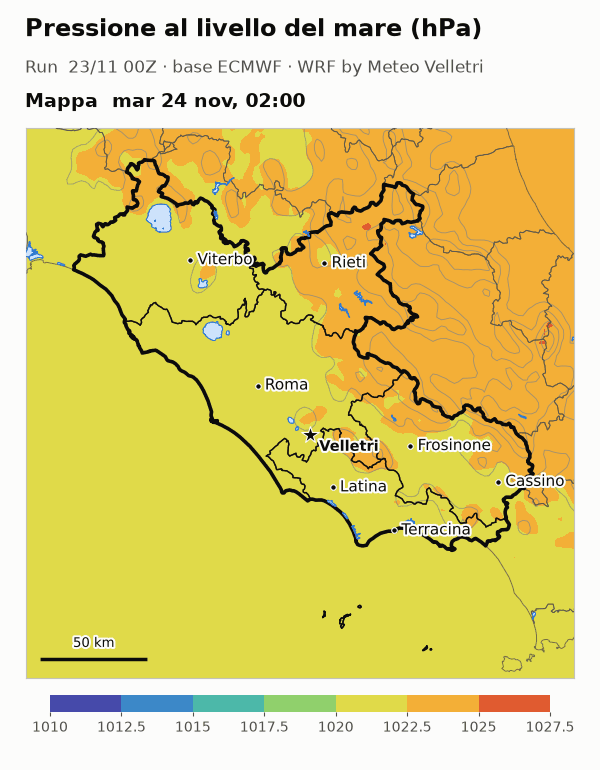 Pressione al livello del mare (hPa)
Run  23/11 00Z · base ECMWF · WRF by Meteo Velletri
Mappa  mar 24 nov, 02:00
Viterbo
Rieti
Roma
Velletri
Frosinone
Latina
Cassino
Terracina
50 km
1010 1012.5 1015 1017.5 1020 1022.5 1025 1027.5